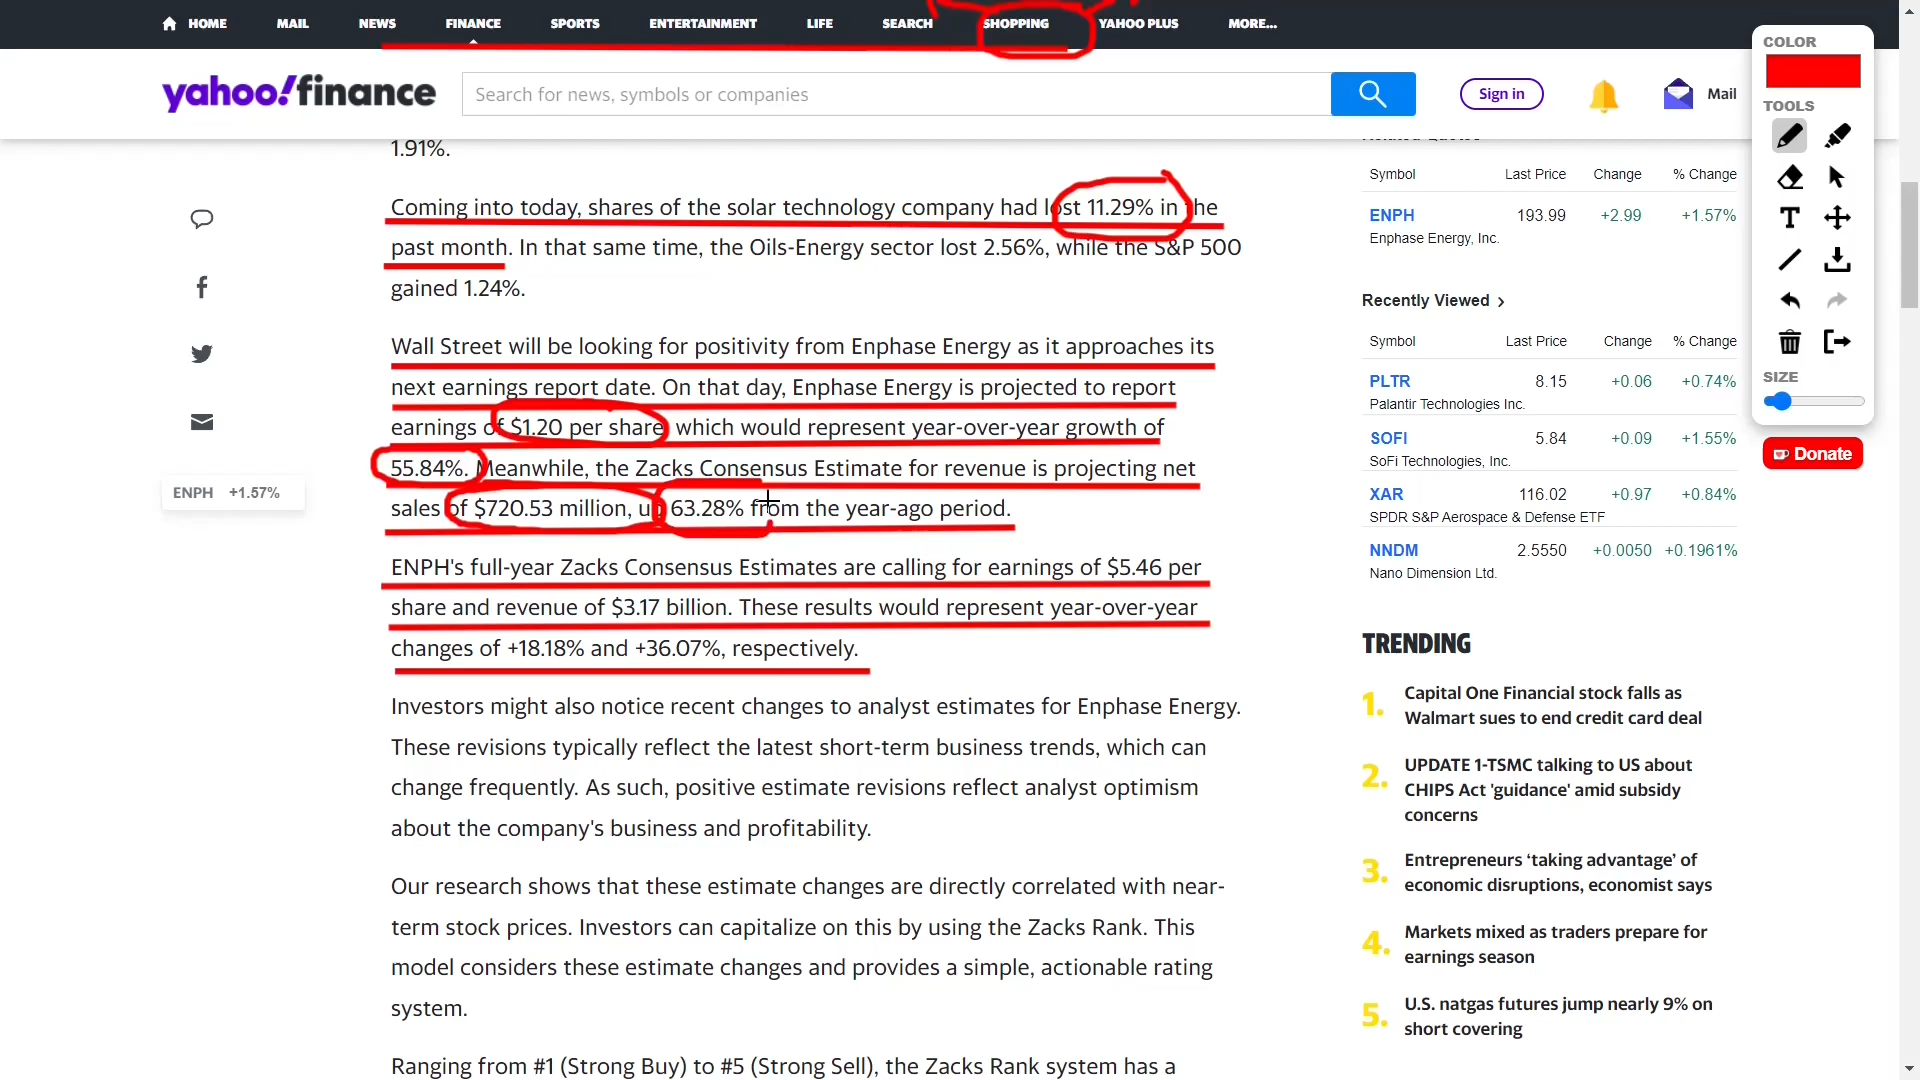 HOME MAIL NEWS FINANCE SPORTS ENTERTAINMENT LIFE SEARCH SHOPPING YAHOO PLUS MORE...
yahoo!finance
Search for news, symbols or companies
Sign in
Mail
1.91%.
Coming into today, shares of the solar technology company had lost 11.29% in the
past month. In that same time, the Oils-Energy sector lost 2.56%, while the S&P 500
gained 1.24%.
Wall Street will be looking for positivity from Enphase Energy as it approaches its
next earnings report date. On that day, Enphase Energy is projected to report
earnings of $1.20 per share, which would represent year-over-year growth of
55.84%. Meanwhile, the Zacks Consensus Estimate for revenue is projecting net
sales of $720.53 million, up 63.28% from the year-ago period.
ENPH's full-year Zacks Consensus Estimates are calling for earnings of $5.46 per
share and revenue of $3.17 billion. These results would represent year-over-year
changes of +18.18% and +36.07%, respectively.
Investors might also notice recent changes to analyst estimates for Enphase Energy.
These revisions typically reflect the latest short-term business trends, which can
change frequently. As such, positive estimate revisions reflect analyst optimism
about the company's business and profitability.
Our research shows that these estimate changes are directly correlated with near-
term stock prices. Investors can capitalize on this by using the Zacks Rank. This
model considers these estimate changes and provides a simple, actionable rating
system.
Ranging from #1 (Strong Buy) to #5 (Strong Sell), the Zacks Rank system has a
ENPH +1.57%
Related Quotes
Symbol Last Price Change % Change
ENPH 193.99 +2.99 +1.57%
Enphase Energy, Inc.
Recently Viewed >
Symbol Last Price Change % Change
PLTR 8.15 +0.06 +0.74%
Palantir Technologies Inc.
SOFI 5.84 +0.09 +1.55%
SoFi Technologies, Inc.
XAR 116.02 +0.97 +0.84%
SPDR S&P Aerospace & Defense ETF
NNDM 2.5550 +0.0050 +0.1961%
Nano Dimension Ltd.
TRENDING
1. Capital One Financial stock falls as
Walmart sues to end credit card deal
2. UPDATE 1-TSMC talking to US about
CHIPS Act 'guidance' amid subsidy
concerns
3. Entrepreneurs ‘taking advantage’ of
economic disruptions, economist says
4. Markets mixed as traders prepare for
earnings season
5. U.S. natgas futures jump nearly 9% on
short covering
COLOR
TOOLS
T
SIZE
Donate